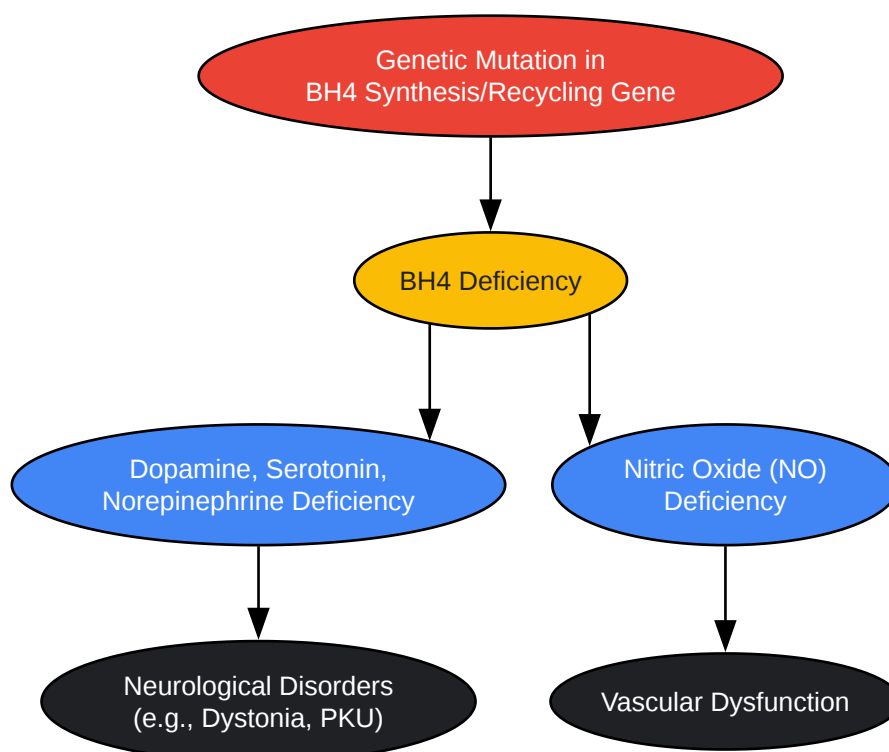 Genetic Mutation in
BH4 Synthesis/Recycling Gene
BH4 Deficiency
Dopamine, Serotonin,
Norepinephrine Deficiency
Nitric Oxide (NO)
Deficiency
Neurological Disorders
(e.g., Dystonia, PKU)
Vascular Dysfunction